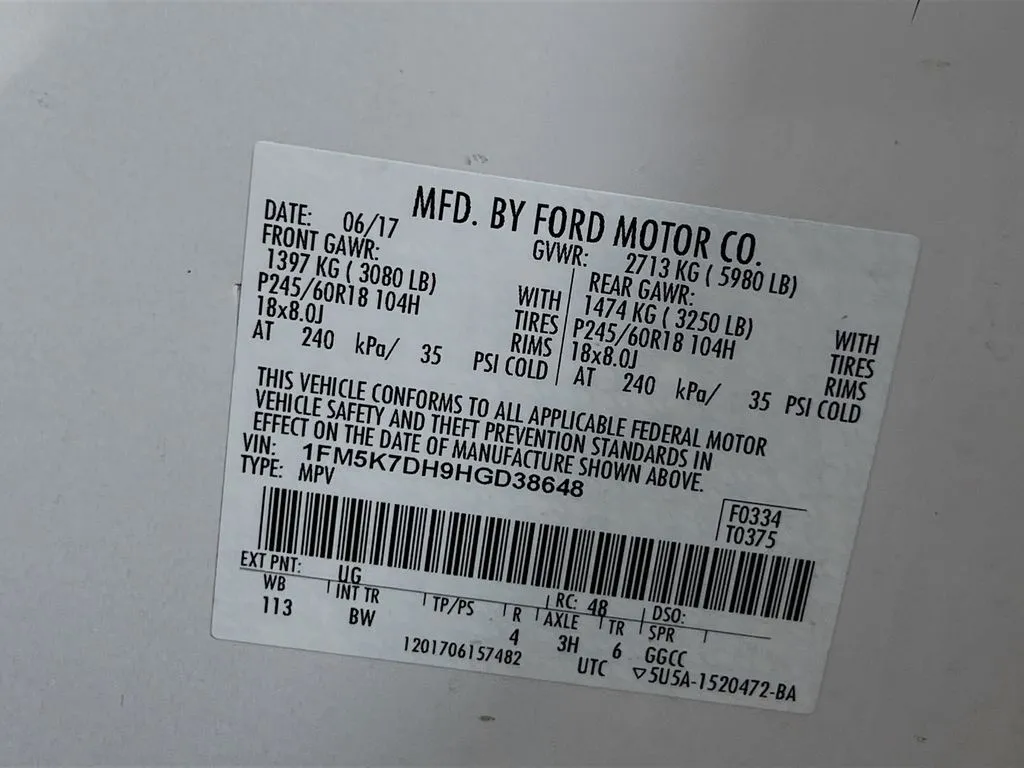 MFD. BY FORD MOTOR CO.
DATE: 06/17 GVWR: 2713 KG ( 5980 LB)
FRONT GAWR: REAR GAWR:
1397 KG ( 3080 LB) WITH 1474 KG ( 3250 LB) WITH
P245/60R18 104H TIRES P245/60R18 104H TIRES
18x8.0J RIMS 18x8.0J RIMS
AT 240 kPa/ 35 PSI COLD AT 240 kPa/ 35 PSI COLD
THIS VEHICLE CONFORMS TO ALL APPLICABLE FEDERAL MOTOR
VEHICLE SAFETY AND THEFT PREVENTION STANDARDS IN
EFFECT ON THE DATE OF MANUFACTURE SHOWN ABOVE.
VIN: 1FM5K7DH9HGD38648
TYPE: MPV
F0334
T0375
EXT PNT: UG RC: 48 DSO:
WB INT TR TP/PS R AXLE TR SPR
113 BW 4 3H 6 GGCC
1201706157482 UTC ▽5U5A-1520472-BA